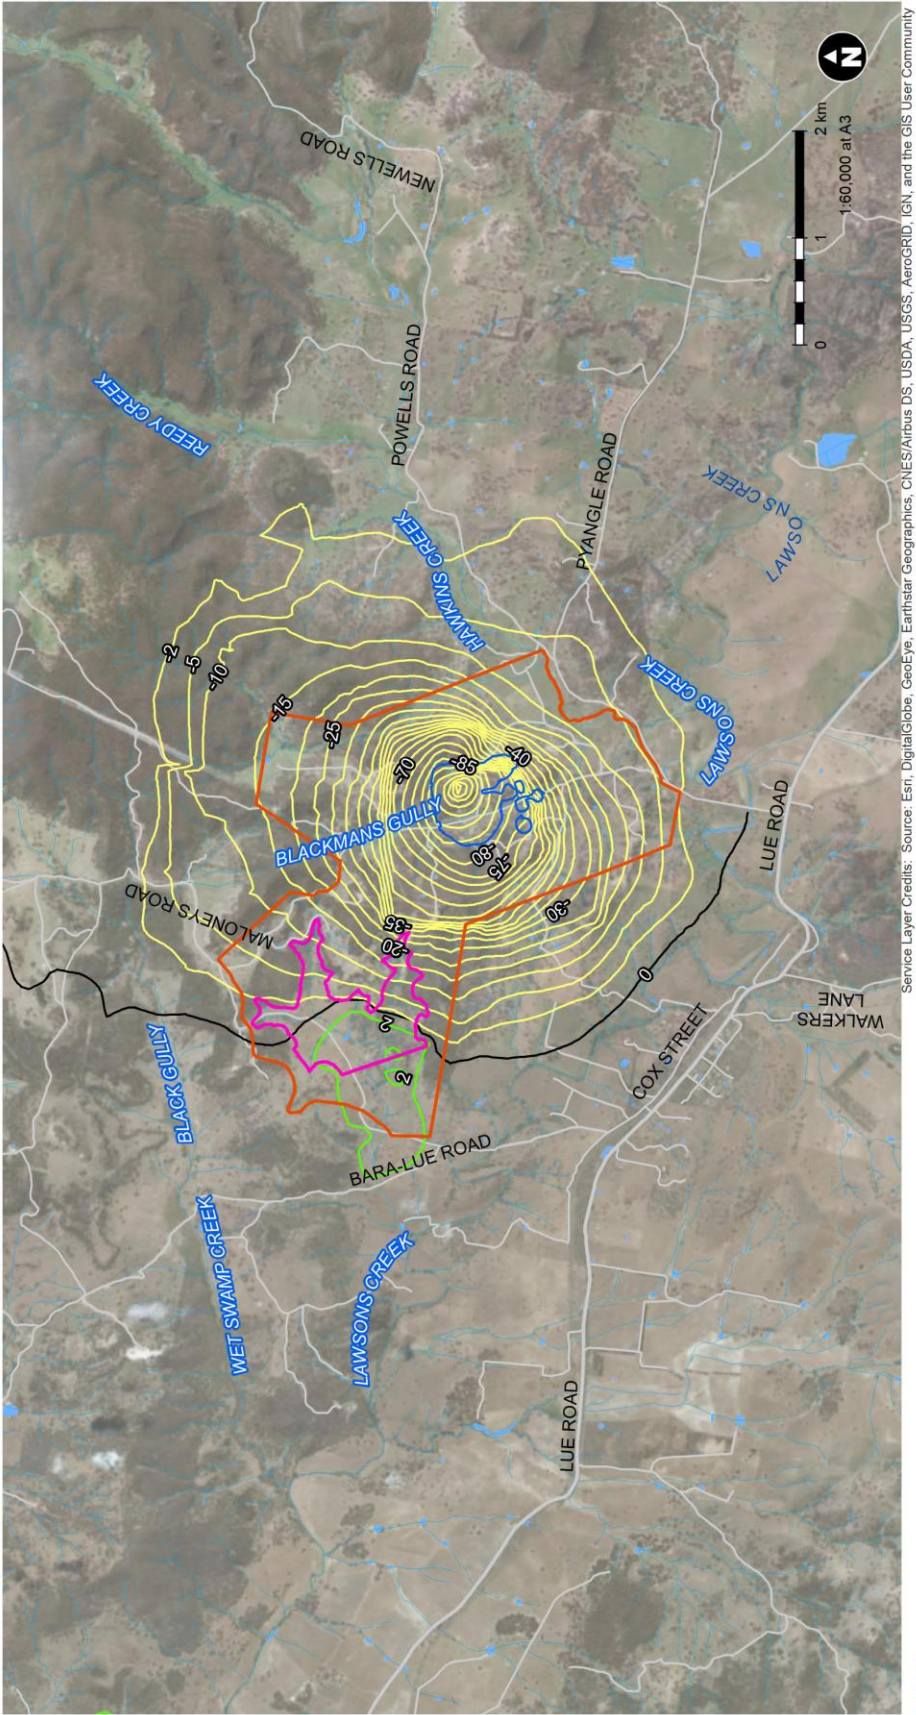 NEWELLS ROAD
REEDY CREEK
POWELLS ROAD
HAWKINS CREEK
PYANGLE ROAD
LAWSO
NS CREEK
N
0
1
2 km
1:60,000 at A3
-2
-5
-10
-15
-25
-70
-85
-40
BLACKMANS GULLY
-80
-75
-30
-35
-20
MALONEYS ROAD
LAWSONS CREEK
LUE ROAD
0
2
2
COX STREET
WALKERS
LANE
BLACK GULLY
BARA-LUE ROAD
WET SWAMP CREEK
LAWSONS CREEK
LUE ROAD
Service Layer Credits: Source: Esri, DigitalGlobe, GeoEye, Earthstar Geographics, CNES/Airbus DS, USDA, USGS, AeroGRID, IGN, and the GIS User Community